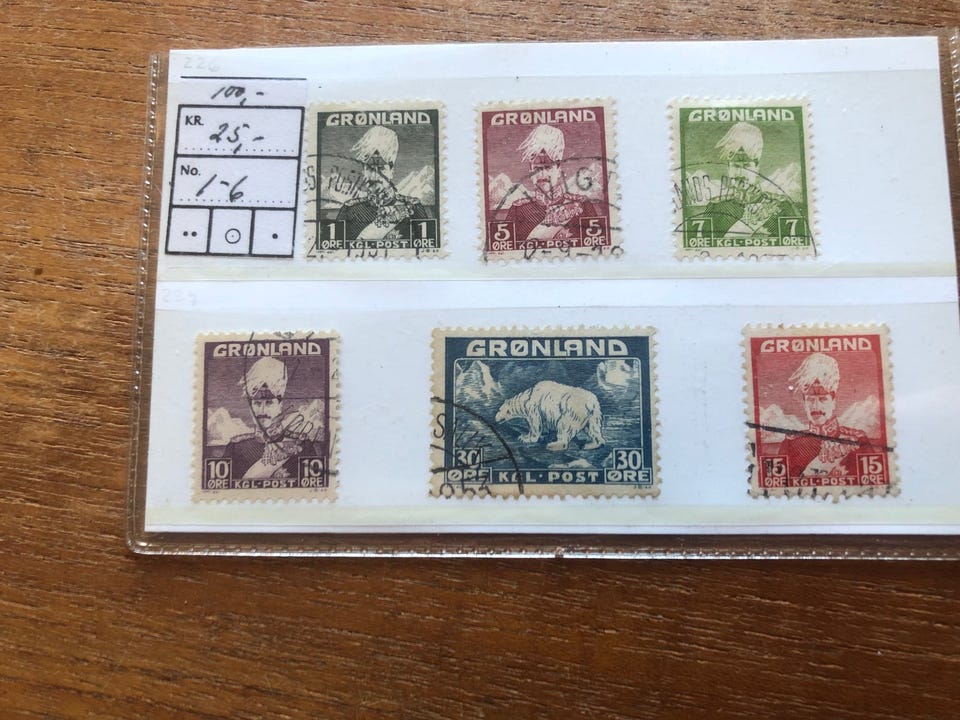 226
100,-
KR.
25,-
No.
1-6
GRØNLAND
1 1
ØRE KGL·POST ØRE
GRØNLAND
5 5
ØRE KGL·POST ØRE
GRØNLAND
7 7
ØRE KGL·POST ØRE
GRØNLAND
10 10
ØRE KGL·POST ØRE
GRØNLAND
30 30
ØRE KGL·POST ØRE
GRØNLAND
15 15
ØRE KGL·POST ØRE